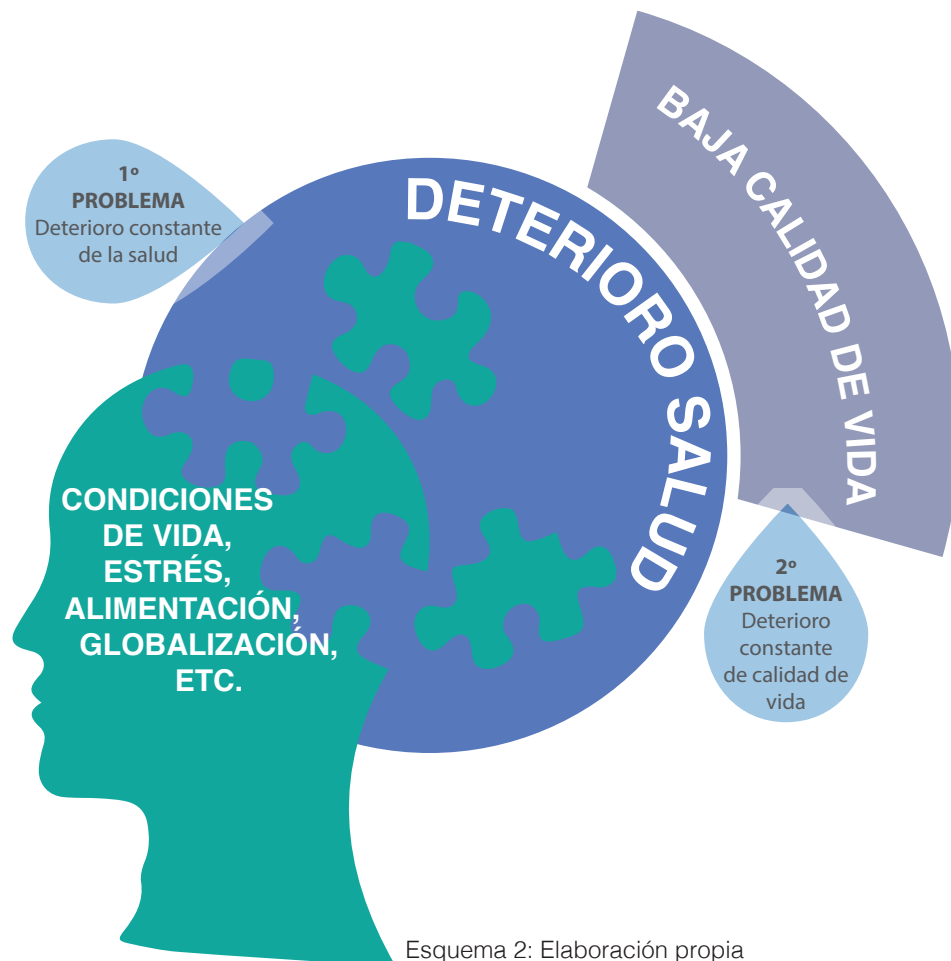 BAJA CALIDAD DE VIDA
1º
PROBLEMA
Deterioro constante
de la salud
DETERIORO SALUD
CONDICIONES
DE VIDA,
ESTRÉS,
ALIMENTACIÓN,
GLOBALIZACIÓN,
ETC.
2º
PROBLEMA
Deterioro
constante
de calidad de
vida
Esquema 2: Elaboración propia